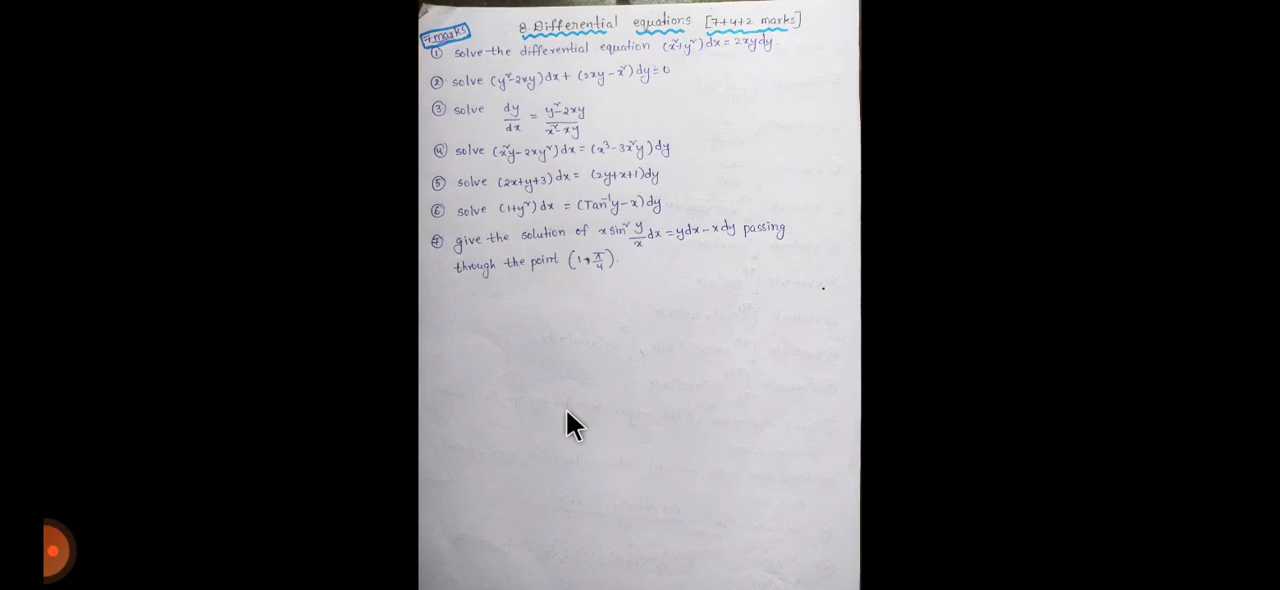 8. Differential equations [7+4+2 marks]
7 marks
① solve the differential equation (x²+y²)dx = 2xydy.
② solve (y²-2xy)dx + (2xy-x²)dy=0
③ solve dy/dx = y²-2xy/x²-xy
④ solve (x²y-2xy²)dx = (x³-3x²y)dy
⑤ solve (2x+y+3)dx = (2y+x+1)dy
⑥ solve (1+y²)dx = (Tan⁻¹y-x)dy
⑦ give the solution of x sin² y/x dx = ydx-xdy passing
through the point (1, π/4).